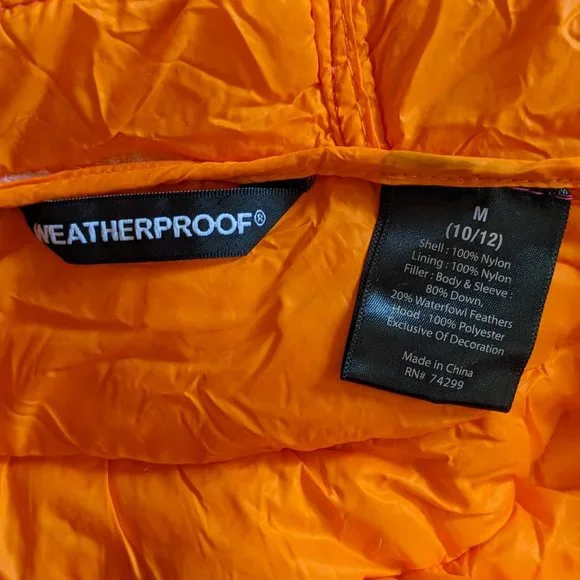 WEATHERPROOF®
M
(10/12)
Shell : 100% Nylon
Lining : 100% Nylon
Filler : Body & Sleeve :
80% Down,
20% Waterfowl Feathers
Hood : 100% Polyester
Exclusive Of Decoration
Made in China
RN# 74299